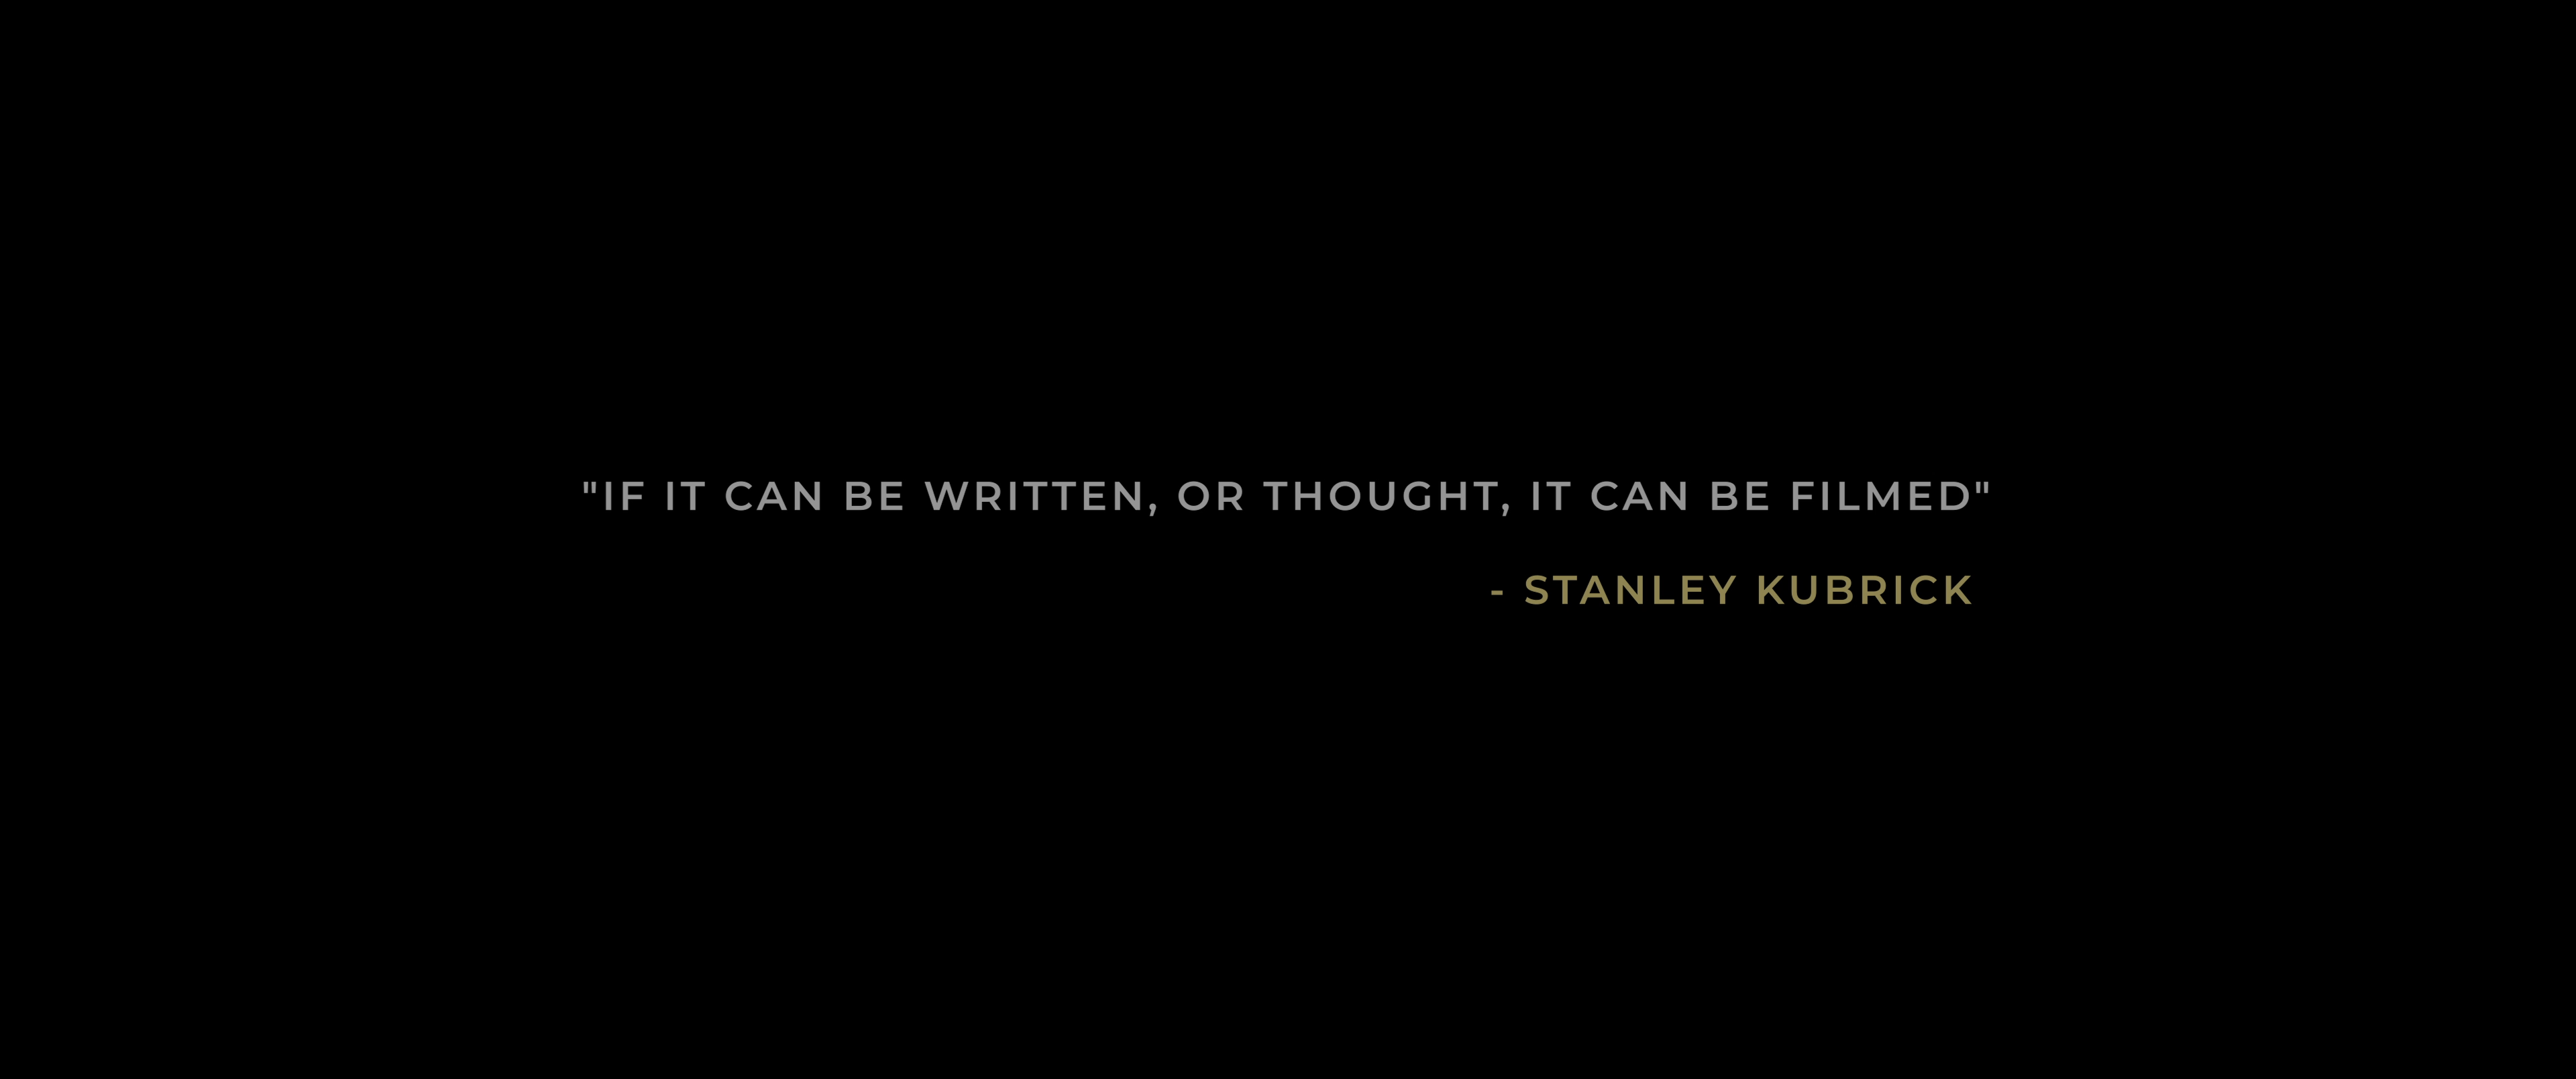 "IF IT CAN BE WRITTEN, OR THOUGHT, IT CAN BE FILMED"
- STANLEY KUBRICK